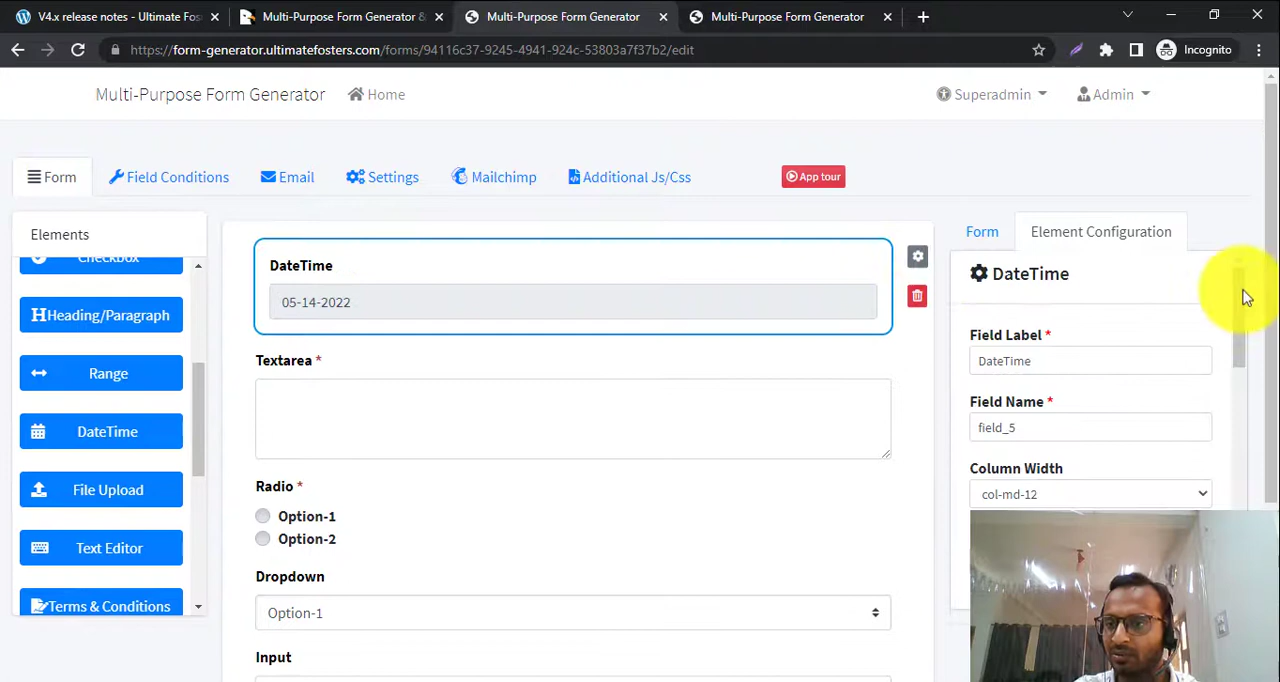 V4.x release notes - Ultimate Fos
Multi-Purpose Form Generator &
Multi-Purpose Form Generator
Multi-Purpose Form Generator
https://form-generator.ultimatefosters.com/forms/94116c37-9245-4941-924c-53803a7f37b2/edit
Incognito
Multi-Purpose Form Generator
Home
Superadmin
Admin
Form
Field Conditions
Email
Settings
Mailchimp
Additional Js/Css
App tour
Elements
Checkbox
Heading/Paragraph
Range
DateTime
File Upload
Text Editor
Terms & Conditions
DateTime
05-14-2022
Textarea *
Radio *
Option-1
Option-2
Dropdown
Option-1
Input
Form
Element Configuration
DateTime
Field Label *
DateTime
Field Name *
field_5
Column Width
col-md-12